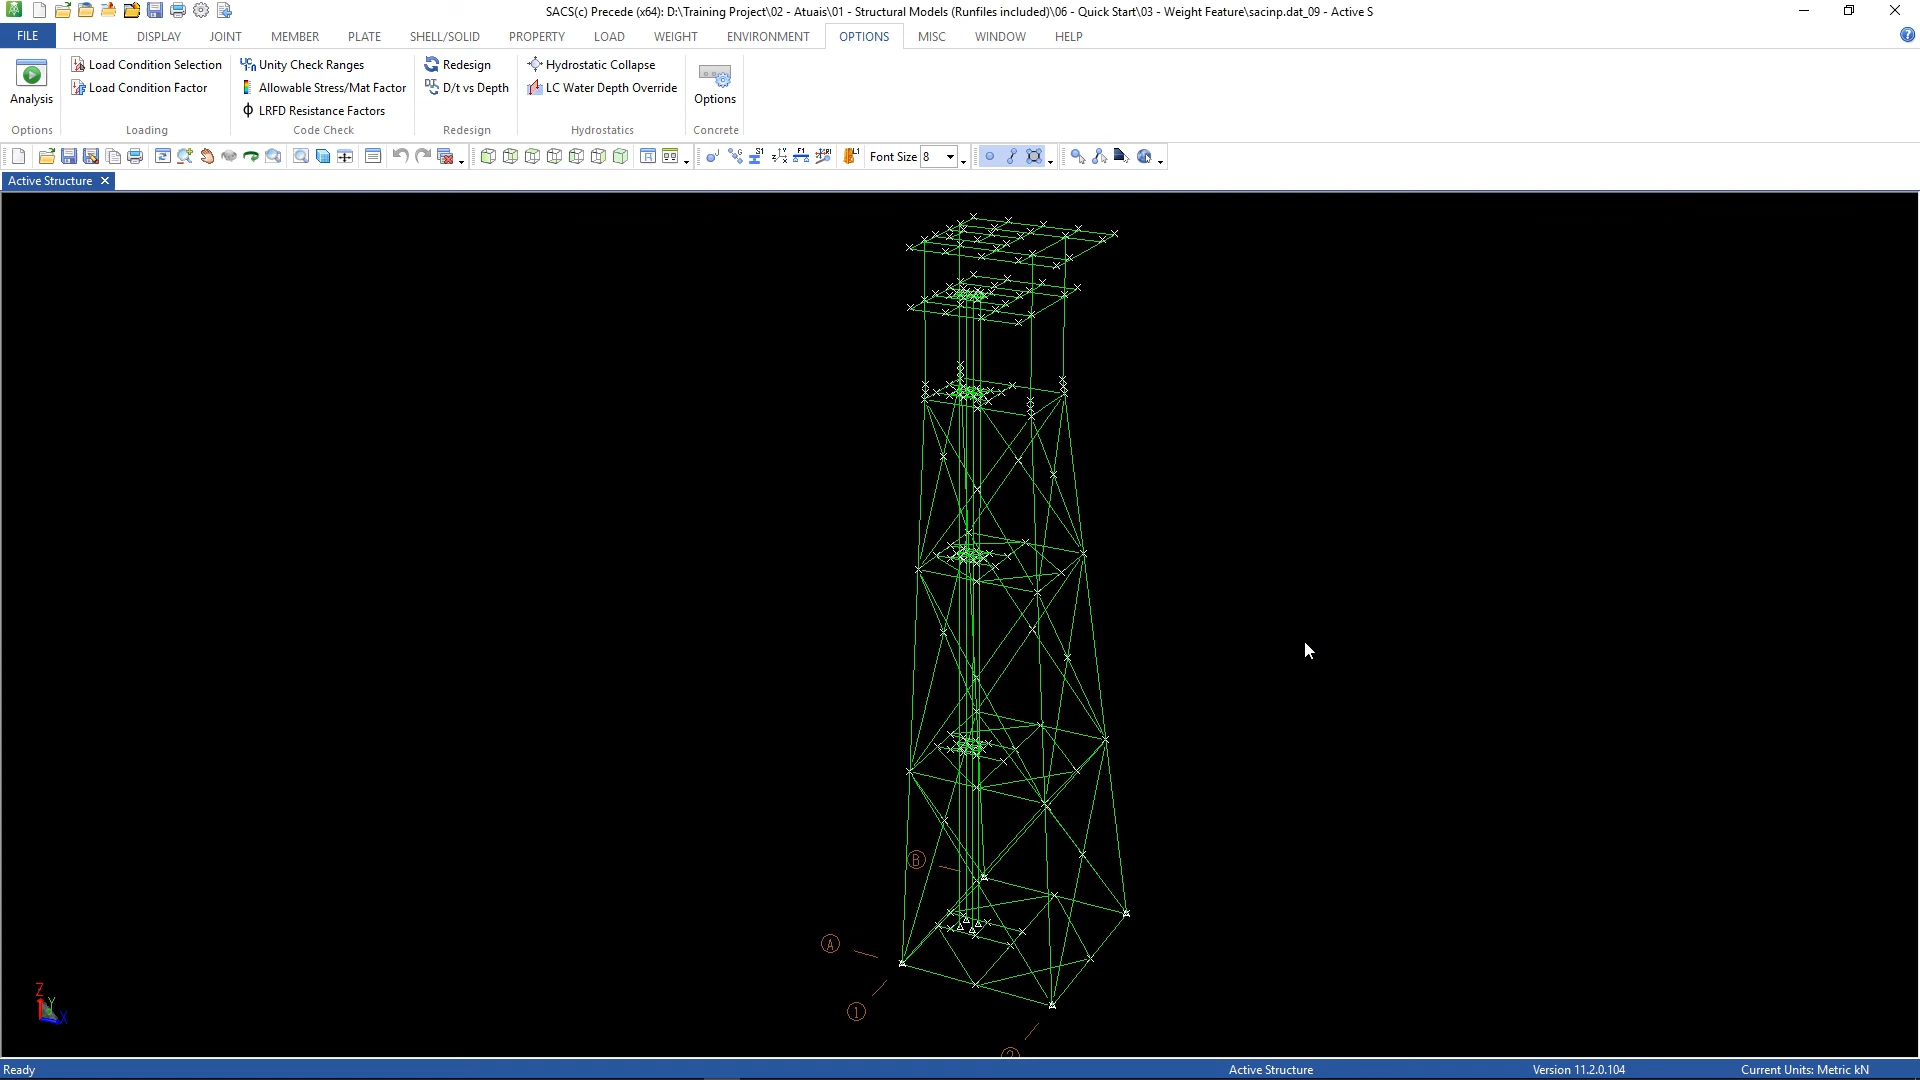 SACS(c) Precede (x64): D:\Training Project\02 - Atuais\01 - Structural Models (Runfiles included)\06 - Quick Start\03 - Weight Feature\sacinp.dat_09 - Active S
FILE HOME DISPLAY JOINT MEMBER PLATE SHELL/SOLID PROPERTY LOAD WEIGHT ENVIRONMENT OPTIONS MISC WINDOW HELP
Load Condition Selection Unity Check Ranges Redesign Hydrostatic Collapse
Load Condition Factor Allowable Stress/Mat Factor D/t vs Depth LC Water Depth Override
Analysis LRFD Resistance Factors Options
Options Loading Code Check Redesign Hydrostatics Concrete
Font Size 8
Active Structure
B
A
1
2
Z
Y
X
Ready Active Structure Version 11.2.0.104 Current Units: Metric kN